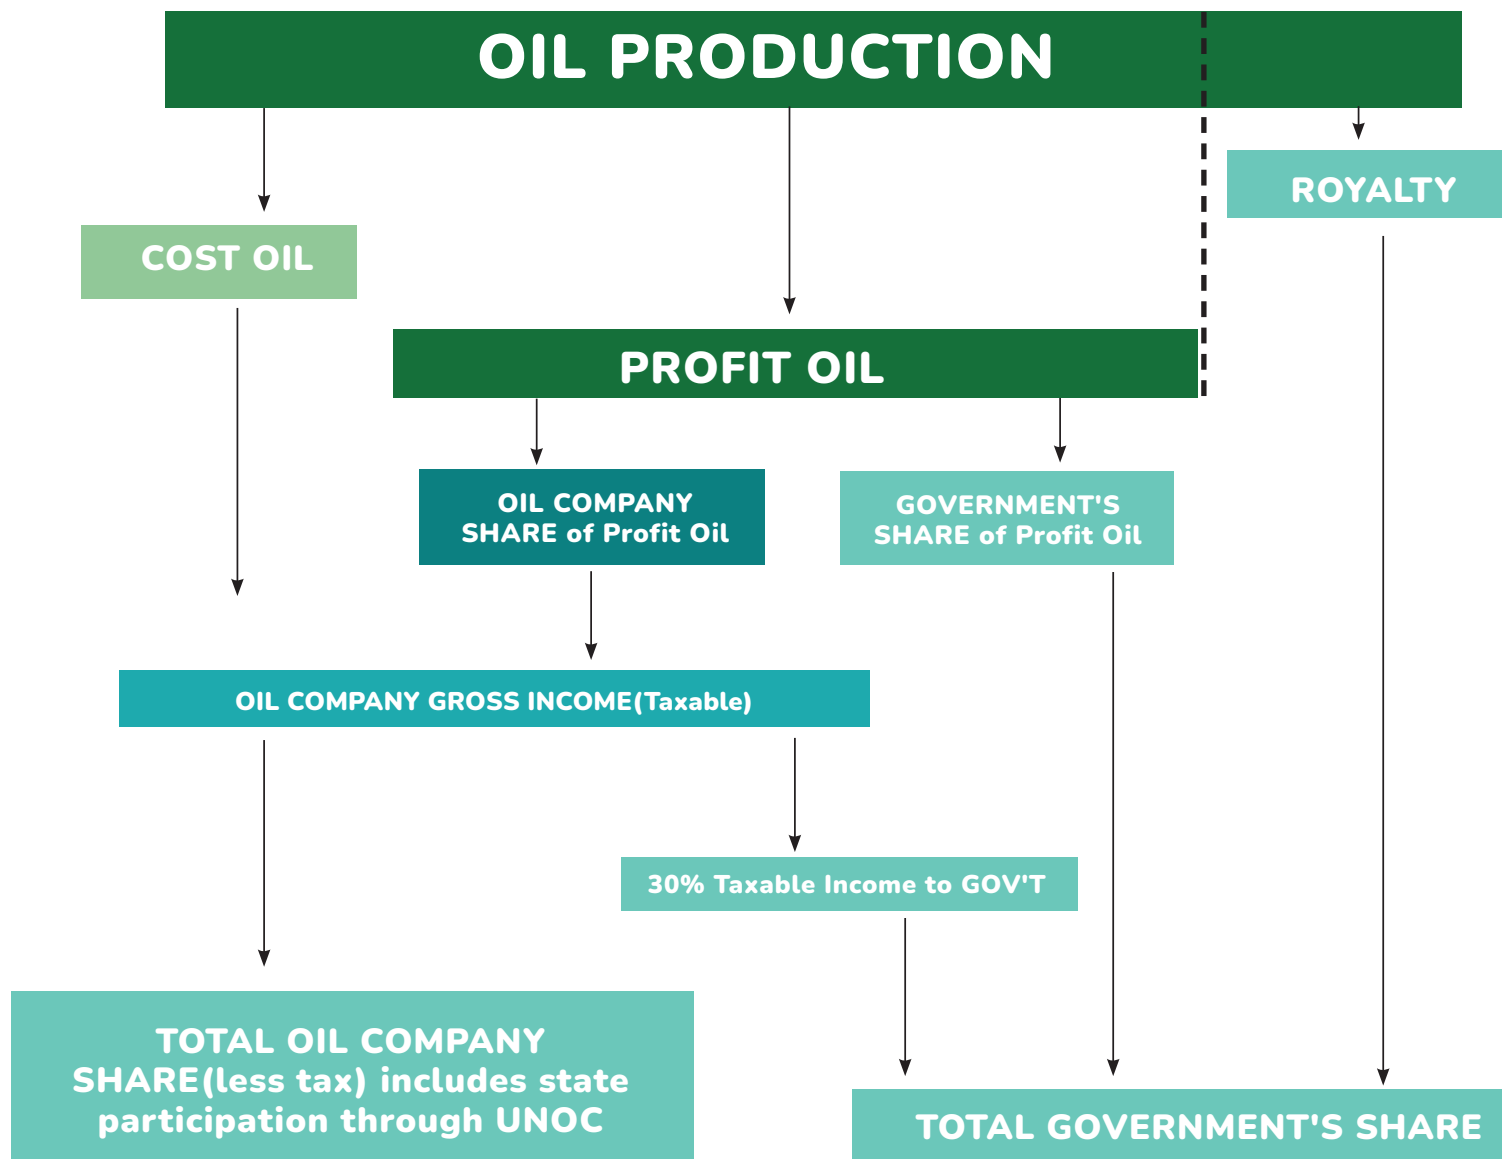 OIL PRODUCTION
ROYALTY
COST OIL
PROFIT OIL
OIL COMPANY
SHARE of Profit Oil
GOVERNMENT'S
SHARE of Profit Oil
OIL COMPANY GROSS INCOME(Taxable)
30% Taxable Income to GOV'T
TOTAL OIL COMPANY
SHARE(less tax) includes state
participation through UNOC
TOTAL GOVERNMENT'S SHARE